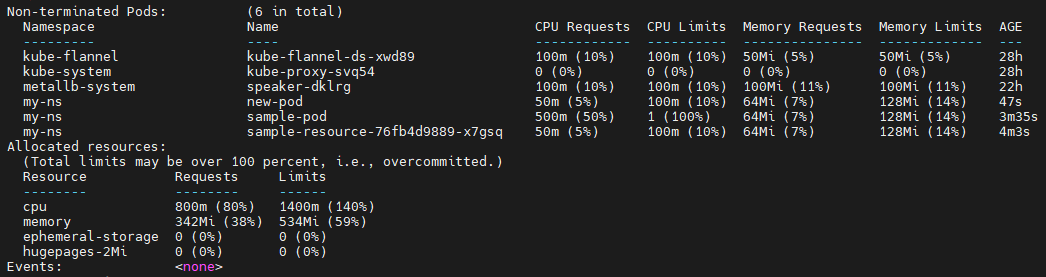 Non-terminated Pods:          (6 in total)
  Namespace                   Name                                CPU Requests  CPU Limits  Memory Requests  Memory Limits  AGE
  ---------                   ----                                ------------  ----------  ---------------  -------------  ---
  kube-flannel                kube-flannel-ds-xwd89               100m (10%)    100m (10%)  50Mi (5%)        50Mi (5%)      28h
  kube-system                 kube-proxy-svq54                    0 (0%)        0 (0%)      0 (0%)           0 (0%)         28h
  metallb-system              speaker-dklrg                       100m (10%)    100m (10%)  100Mi (11%)      100Mi (11%)    22h
  my-ns                       new-pod                             50m (5%)      100m (10%)  64Mi (7%)        128Mi (14%)    47s
  my-ns                       sample-pod                          500m (50%)    1 (100%)    64Mi (7%)        128Mi (14%)    3m35s
  my-ns                       sample-resource-76fb4d9889-x7gsq    50m (5%)      100m (10%)  64Mi (7%)        128Mi (14%)    4m3s
Allocated resources:
  (Total limits may be over 100 percent, i.e., overcommitted.)
  Resource           Requests     Limits
  --------           --------     ------
  cpu                800m (80%)   1400m (140%)
  memory             342Mi (38%)  534Mi (59%)
  ephemeral-storage  0 (0%)       0 (0%)
  hugepages-2Mi      0 (0%)       0 (0%)
Events:              <none>